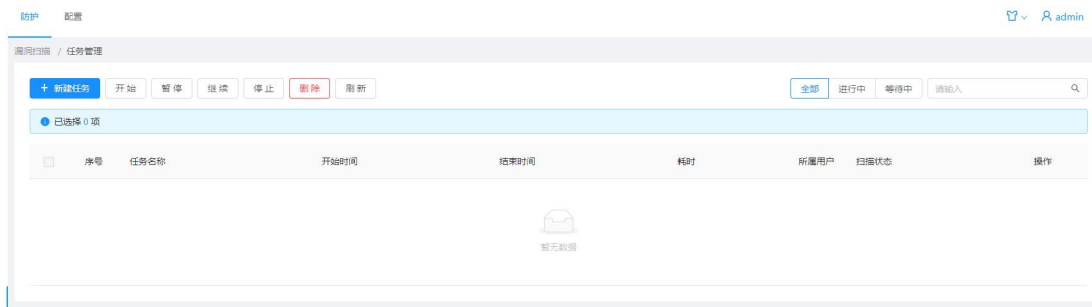 防护 配置 admin
漏洞扫描 / 任务管理
+ 新建任务 开始 暂停 继续 停止 删除 刷新 全部 进行中 等待中 请输入
已选择 0 项
序号 任务名称 开始时间 结束时间 耗时 所属用户 扫描状态 操作
暂无数据